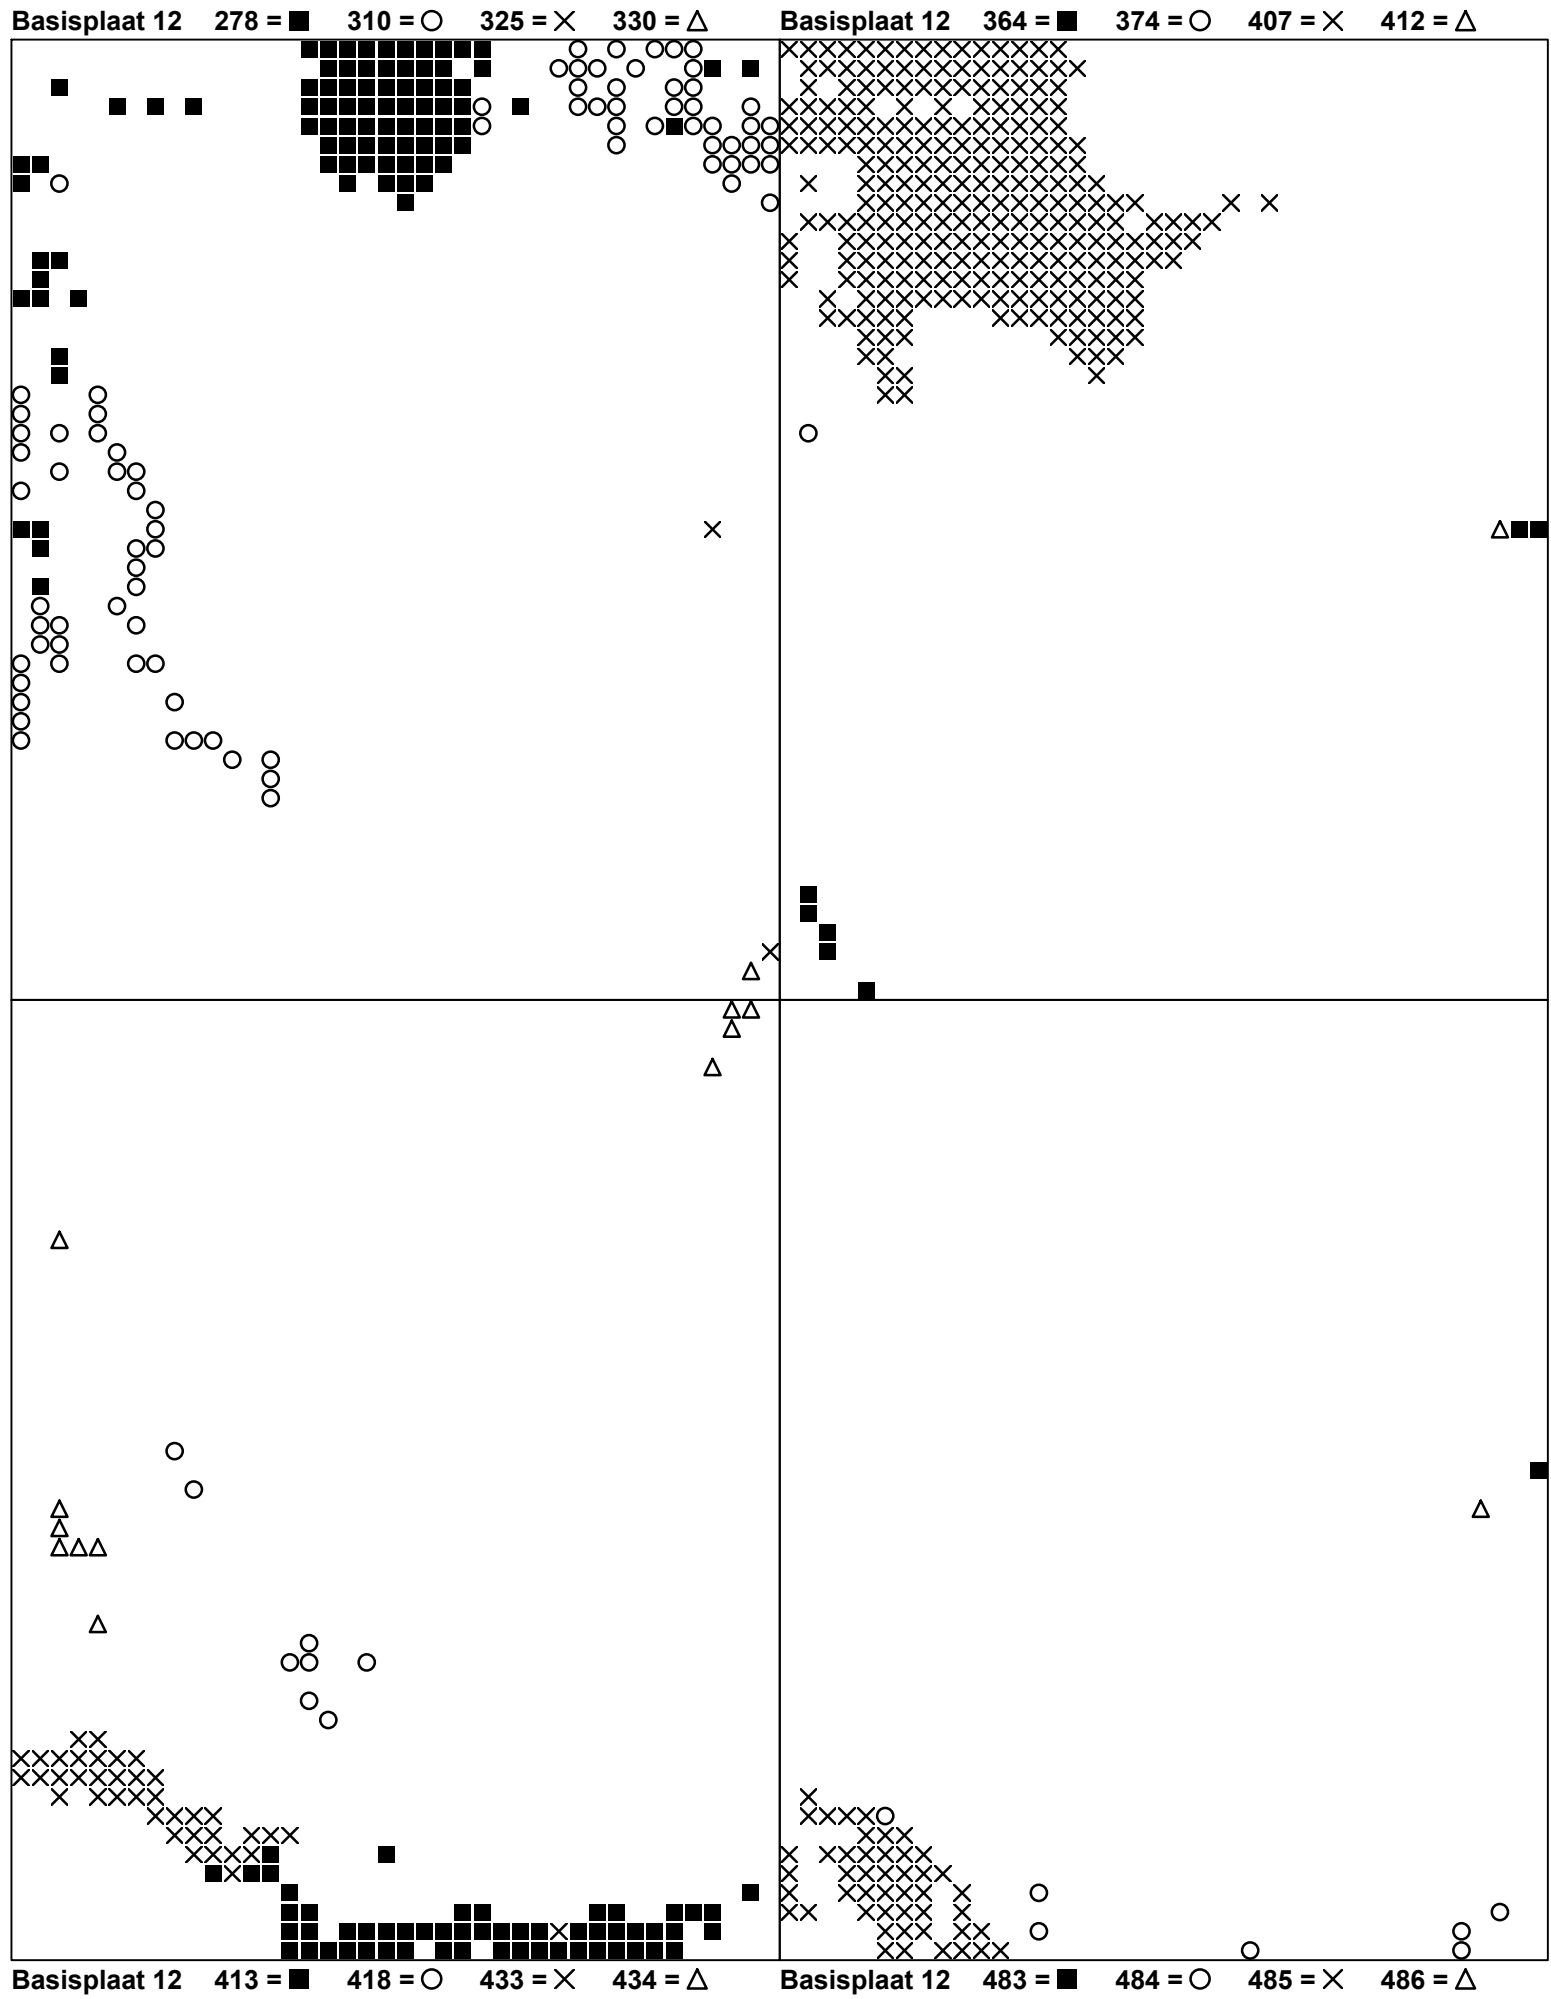 Basisplaat 12 278 = ■ 310 = ○ 325 = × 330 = △
Basisplaat 12 364 = ■ 374 = ○ 407 = × 412 = △
Basisplaat 12 413 = ■ 418 = ○ 433 = × 434 = △
Basisplaat 12 483 = ■ 484 = ○ 485 = × 486 = △